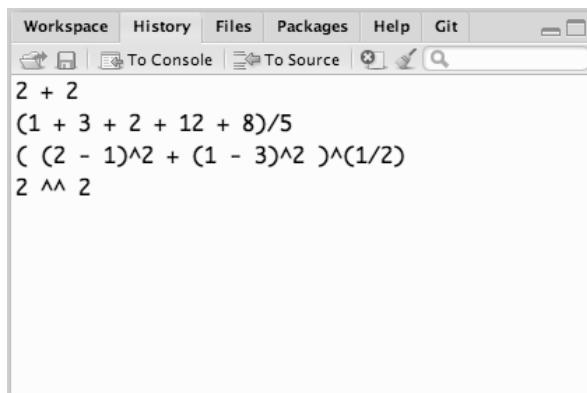 Workspace History Files Packages Help Git
To Console To Source
2 + 2
(1 + 3 + 2 + 12 + 8)/5
( (2 - 1)^2 + (1 - 3)^2 )^(1/2)
2 ^^ 2